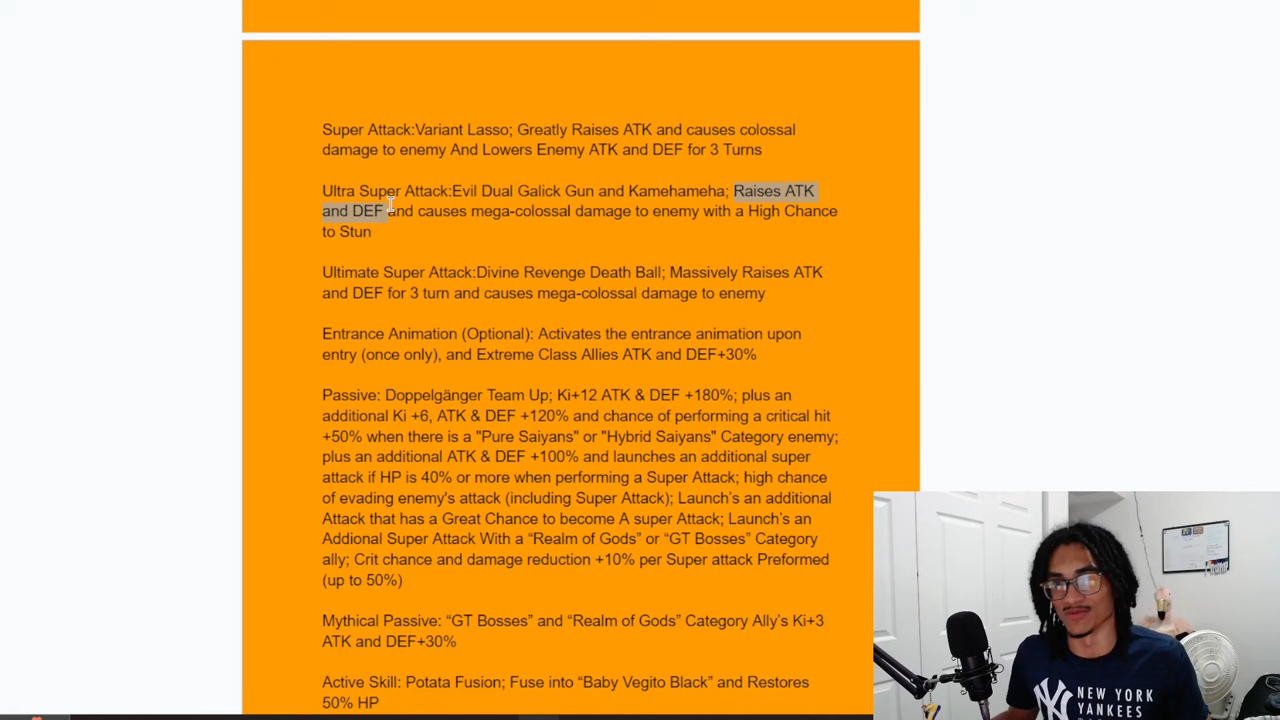 Super Attack:Variant Lasso; Greatly Raises ATK and causes colossal
damage to enemy And Lowers Enemy ATK and DEF for 3 Turns
Ultra Super Attack:Evil Dual Galick Gun and Kamehameha; Raises ATK
and DEF and causes mega-colossal damage to enemy with a High Chance
to Stun
Ultimate Super Attack:Divine Revenge Death Ball; Massively Raises ATK
and DEF for 3 turn and causes mega-colossal damage to enemy
Entrance Animation (Optional): Activates the entrance animation upon
entry (once only), and Extreme Class Allies ATK and DEF+30%
Passive: Doppelgänger Team Up; Ki+12 ATK & DEF +180%; plus an
additional Ki +6, ATK & DEF +120% and chance of performing a critical hit
+50% when there is a "Pure Saiyans" or "Hybrid Saiyans" Category enemy;
plus an additional ATK & DEF +100% and launches an additional super
attack if HP is 40% or more when performing a Super Attack; high chance
of evading enemy's attack (including Super Attack); Launch’s an additional
Attack that has a Great Chance to become A super Attack; Launch’s an
Addional Super Attack With a “Realm of Gods” or “GT Bosses” Category
ally; Crit chance and damage reduction +10% per Super attack Preformed
(up to 50%)
Mythical Passive: “GT Bosses” and “Realm of Gods” Category Ally’s Ki+3
ATK and DEF+30%
Active Skill: Potata Fusion; Fuse into “Baby Vegito Black” and Restores
50% HP
NEW YORK
YANKEES